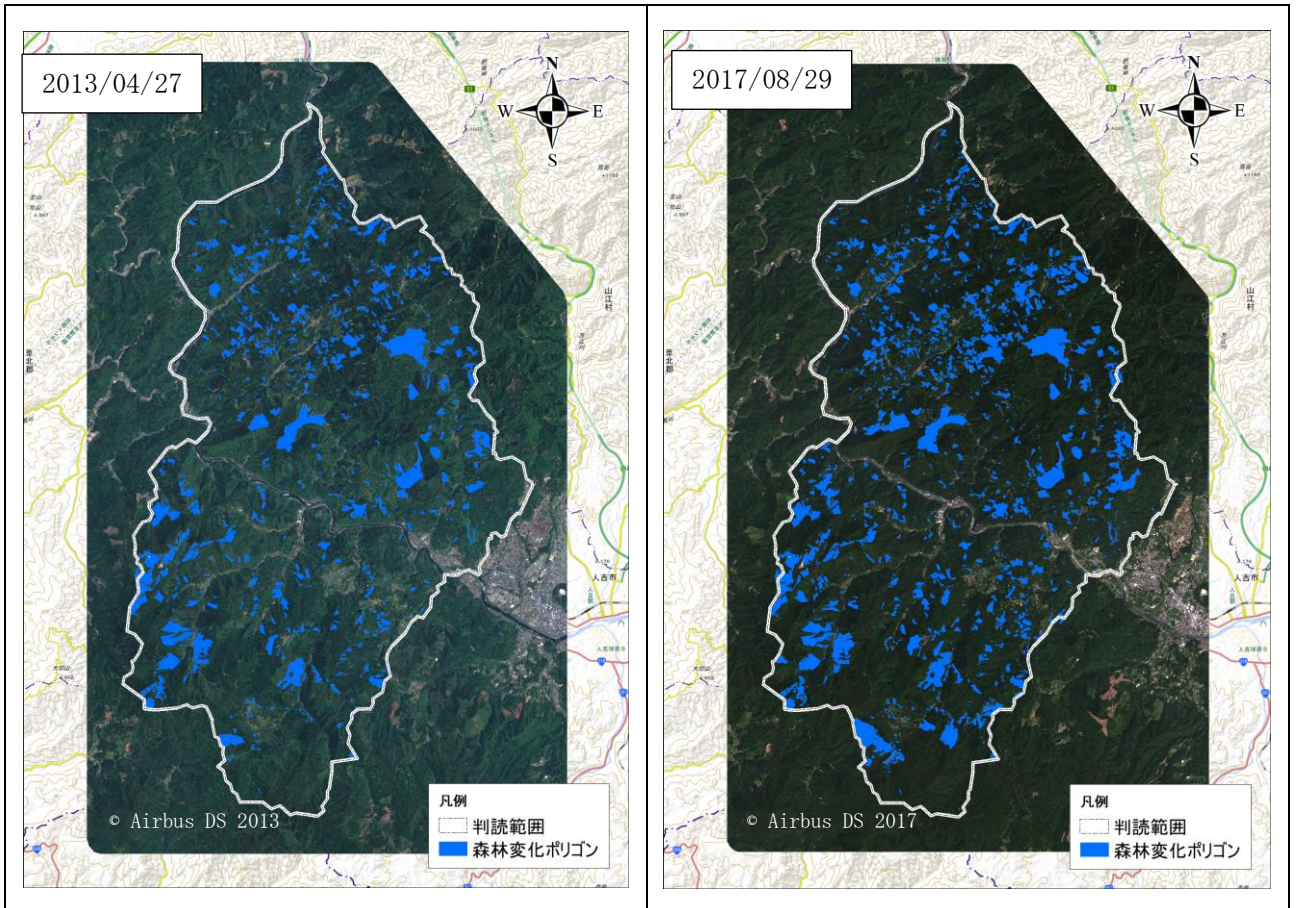 2013/04/27
N
W
E
S
山江村
人吉市
凡例
判読範囲
森林変化ポリゴン
© Airbus DS 2013
2017/08/29
N
W
E
S
山江村
人吉市
凡例
判読範囲
森林変化ポリゴン
© Airbus DS 2017